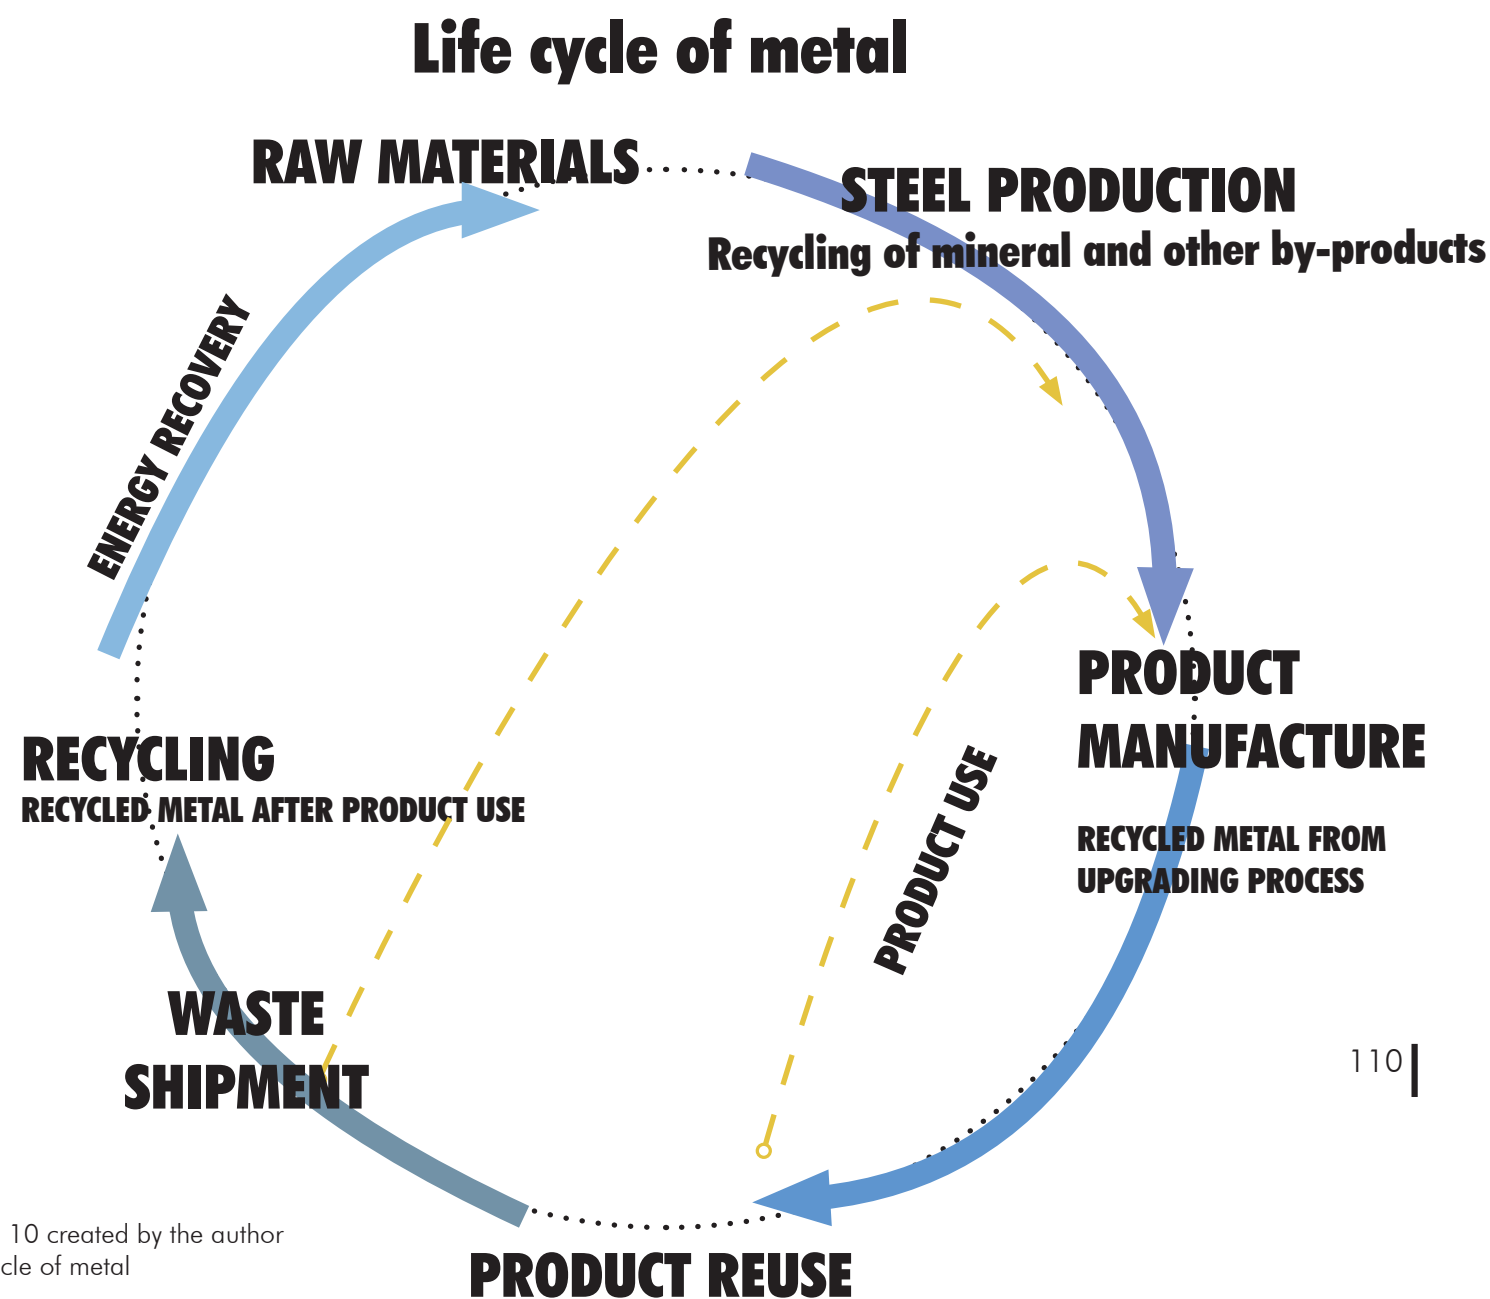 Life cycle of metal
RAW MATERIALS
STEEL PRODUCTION
Recycling of mineral and other by-products
ENERGY RECOVERY
PRODUCT
MANUFACTURE
RECYCLED METAL FROM
UPGRADING PROCESS
PRODUCT USE
RECYCLING
RECYCLED METAL AFTER PRODUCT USE
WASTE
SHIPMENT
110
PRODUCT REUSE
10 created by the author
cle of metal